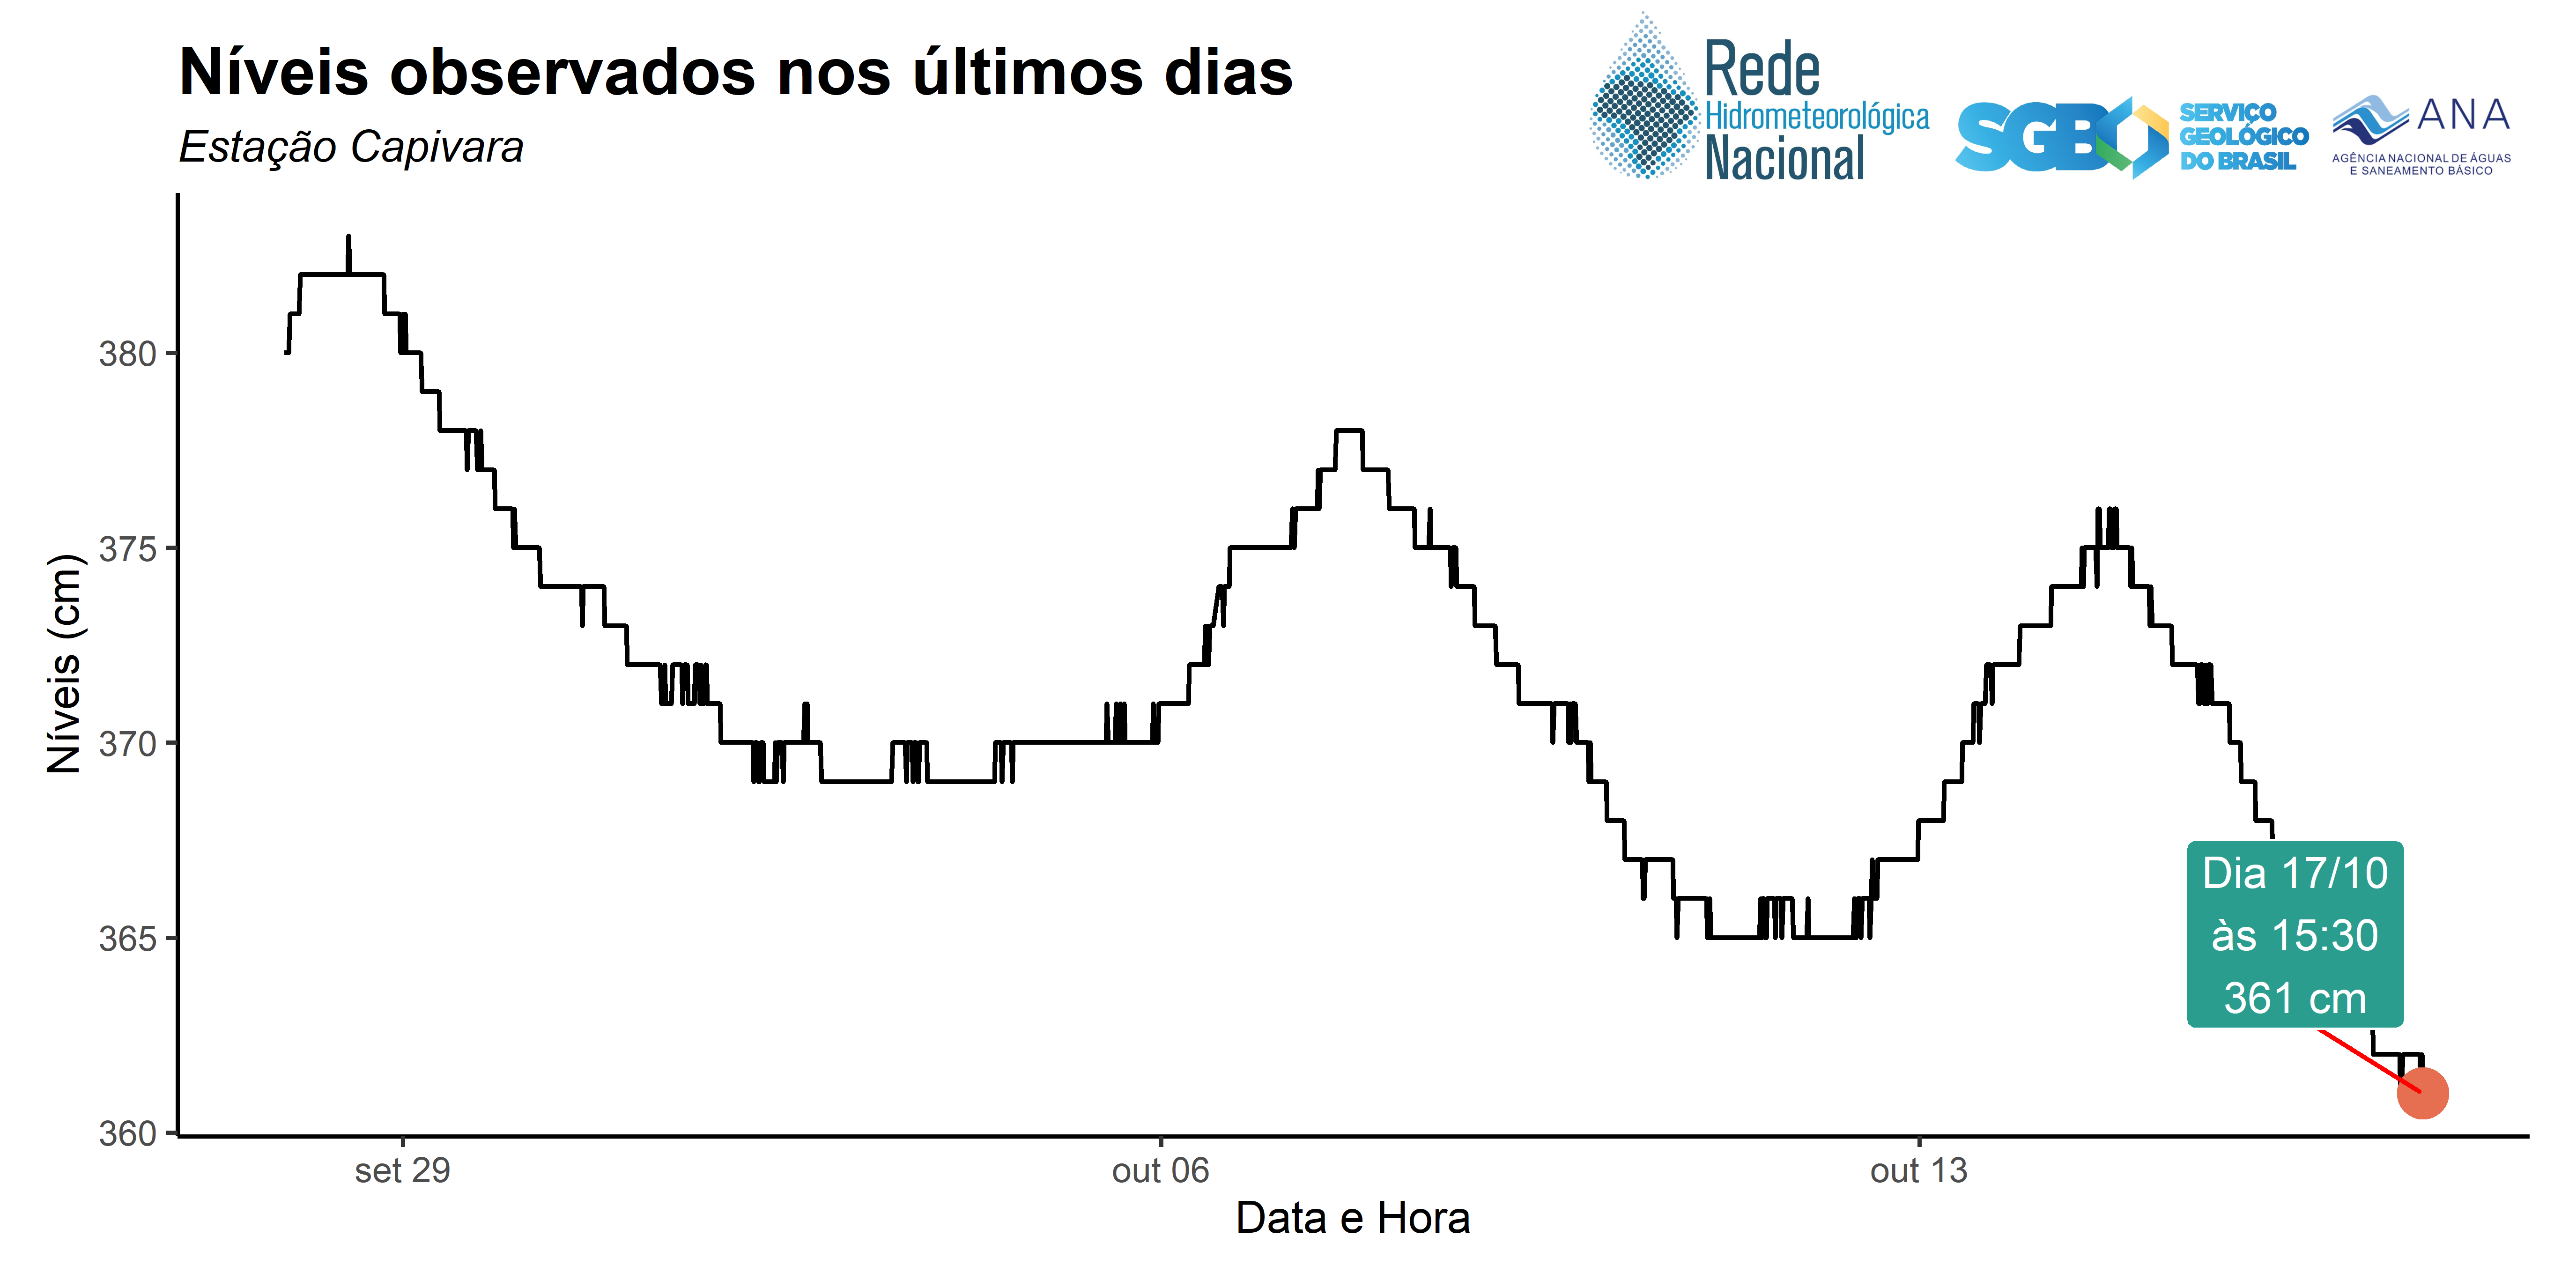 Níveis observados nos últimos dias
Estação Capivara
Rede
Hidrometeorológica
Nacional
SGB
SERVIÇO
GEOLÓGICO
DO BRASIL
ANA
AGÊNCIA NACIONAL DE ÁGUAS
E SANEAMENTO BÁSICO
Níveis (cm)
380
375
370
365
360
Dia 17/10
às 15:30
361 cm
set 29
out 06
out 13
Data e Hora